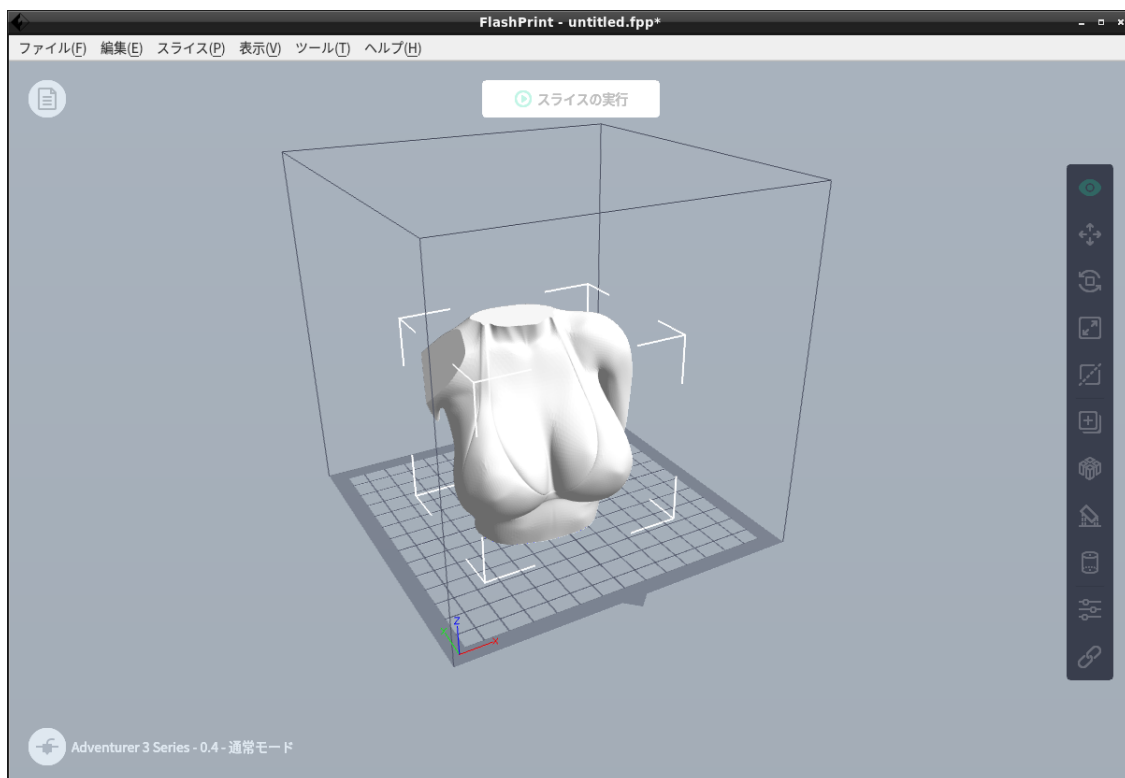 FlashPrint - untitled.fpp*
ファイル(F) 編集(E) スライス(P) 表示(V) ツール(T) ヘルプ(H)
スライスの実行
Z
X
Adventurer 3 Series - 0.4 - 通常モード